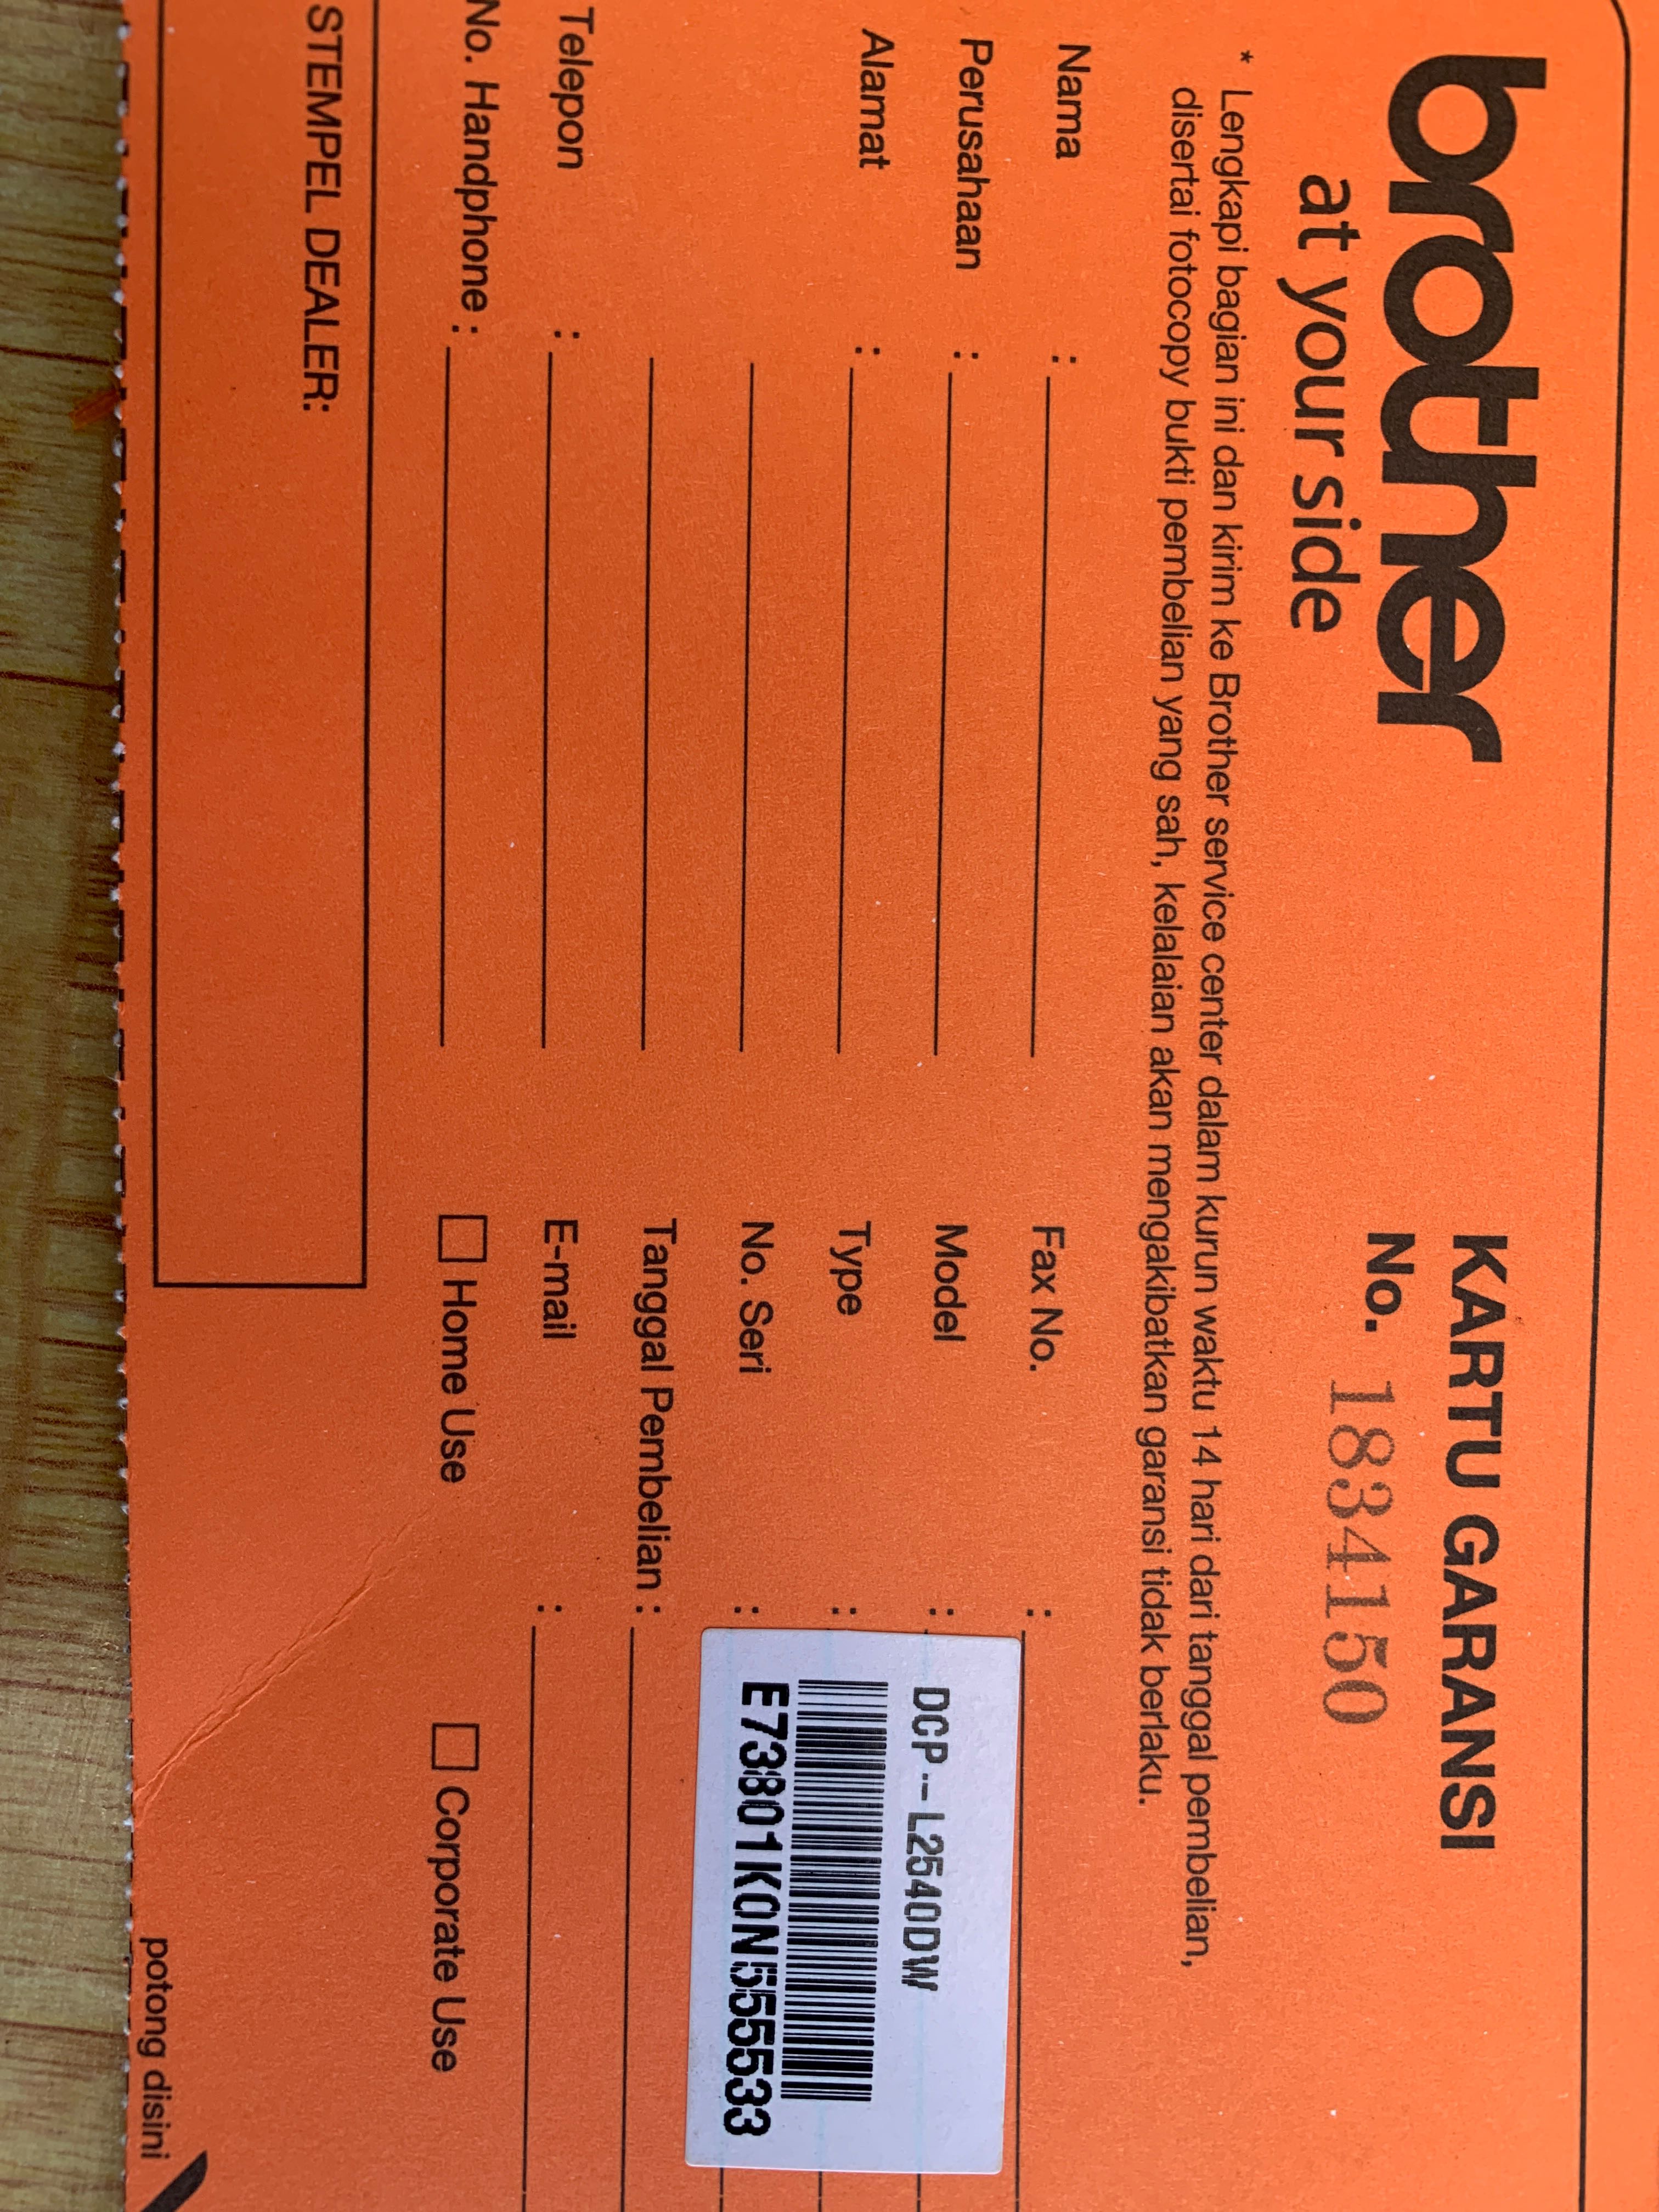 brother
at your side
KARTU GARANSI
No. 1834150
* Lengkapi bagian ini dan kirim ke Brother service center dalam kurun waktu 14 hari dari tanggal pembelian,
disertai fotocopy bukti pembelian yang sah, kelalaian akan mengakibatkan garansi tidak berlaku.
Nama :
Perusahaan :
Alamat :
Telepon :
No. Handphone :
Fax No. :
Model :
Type :
No. Seri :
DCP-L2540DW
E73801K0N555533
Tanggal Pembelian :
E-mail :
Home Use
Corporate Use
STEMPEL DEALER:
potong disini